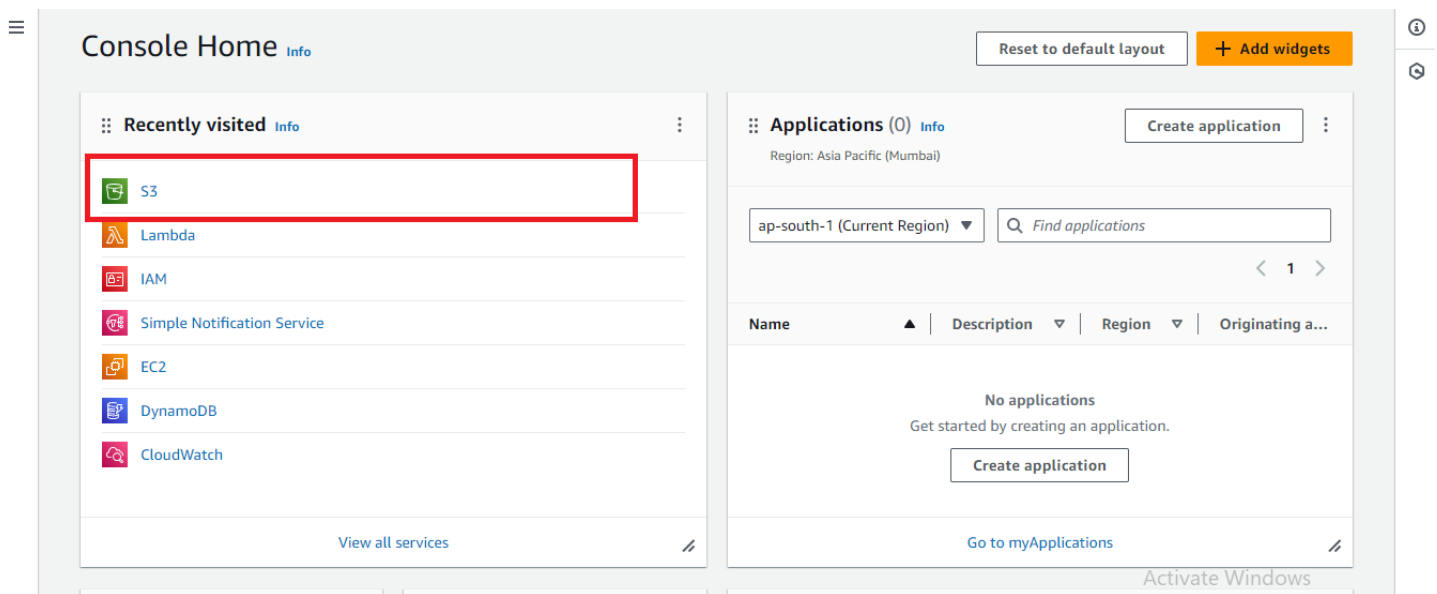 Console Home Info
Reset to default layout
+ Add widgets
Recently visited Info
S3
Lambda
IAM
Simple Notification Service
EC2
DynamoDB
CloudWatch
View all services
Applications (0) Info
Create application
Region: Asia Pacific (Mumbai)
ap-south-1 (Current Region)
Find applications
1
Name Description Region Originating a...
No applications
Get started by creating an application.
Create application
Go to myApplications
Activate Windows